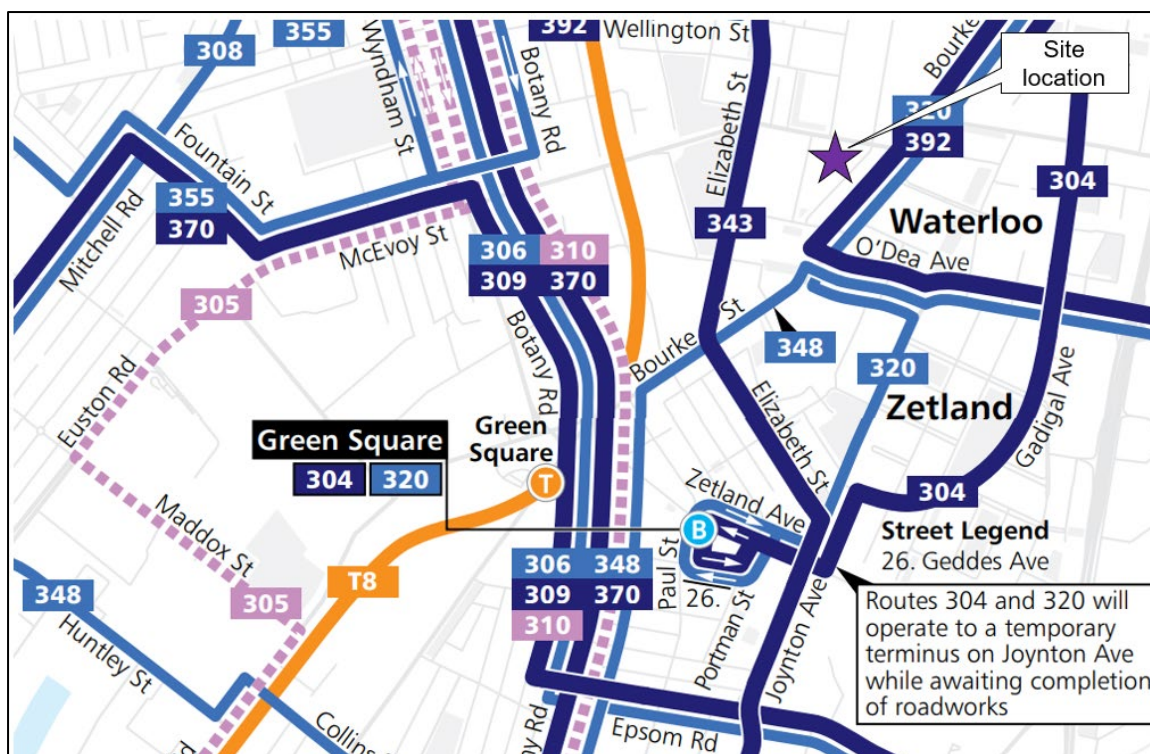 355
308
Wyndham St
Botany Rd
392
Wellington St
Bourke
Site
location
320
392
Fountain St
Elizabeth St
304
355
370
Mitchell Rd
McEvoy St
343
Waterloo
O'Dea Ave
306 310
309 370
305
Botany Rd
Bourke St
348
320
Euston Rd
Green Square
304 320
Green
Square
T
Elizabeth St
Zetland
Gadigal Ave
Zetland Ave
304
B
Maddox St
Street Legend
26. Geddes Ave
T8
306 348
309 370
310
Paul St
26.
Portman St
Joynton Ave
Routes 304 and 320 will
operate to a temporary
terminus on Joynton Ave
while awaiting completion
of roadworks
348
305
Huntley St
Collins
ny Rd
Epsom Rd